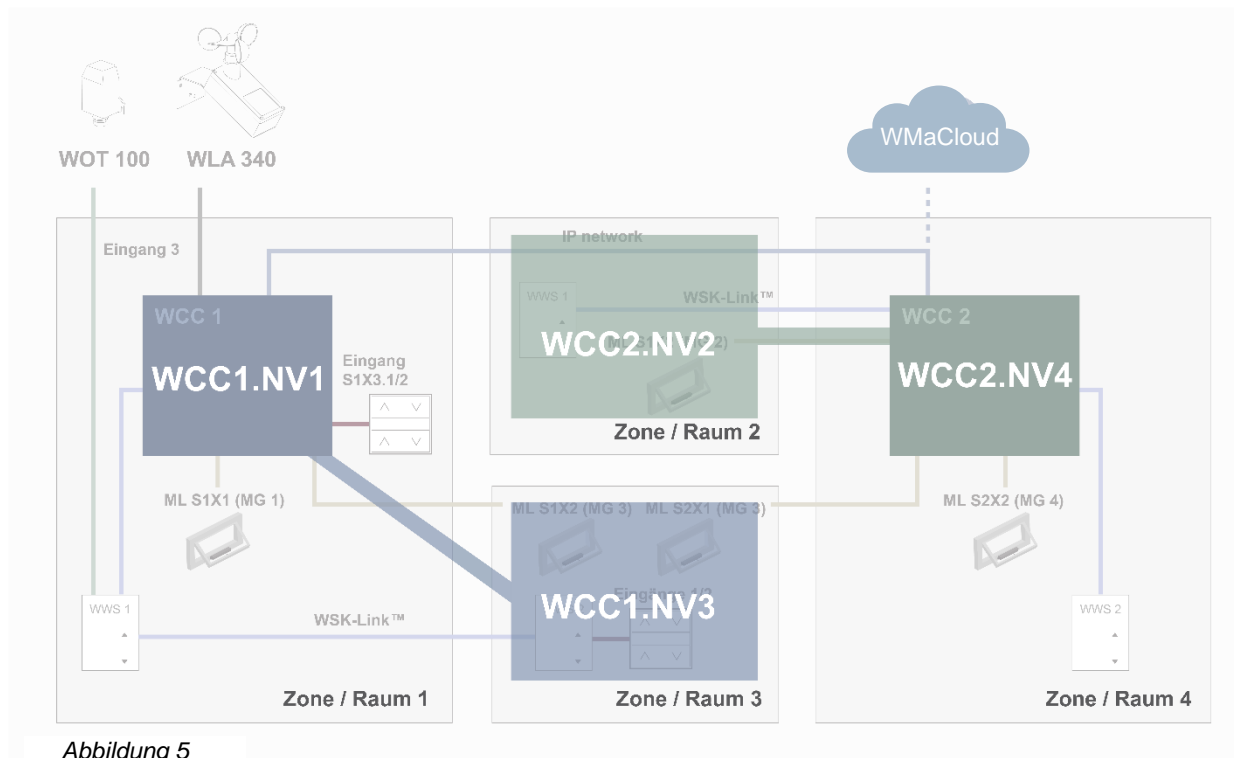 WOT 100
WLA 340
WMaCloud
Eingang 3
IP network
WCC 1
WWS 1
WSK-Link™
WCC 2
WCC1.NV1
Eingang
S1X3.1/2
WCC2.NV2
WCC2.NV4
Zone / Raum 2
ML S1X1 (MG 1)
ML S1X2 (MG 3)
ML S2X1 (MG 3)
ML S2X2 (MG 4)
WWS 1
WSK-Link™
WCC1.NV3
WWS 2
Zone / Raum 1
Zone / Raum 3
Zone / Raum 4
Abbildung 5